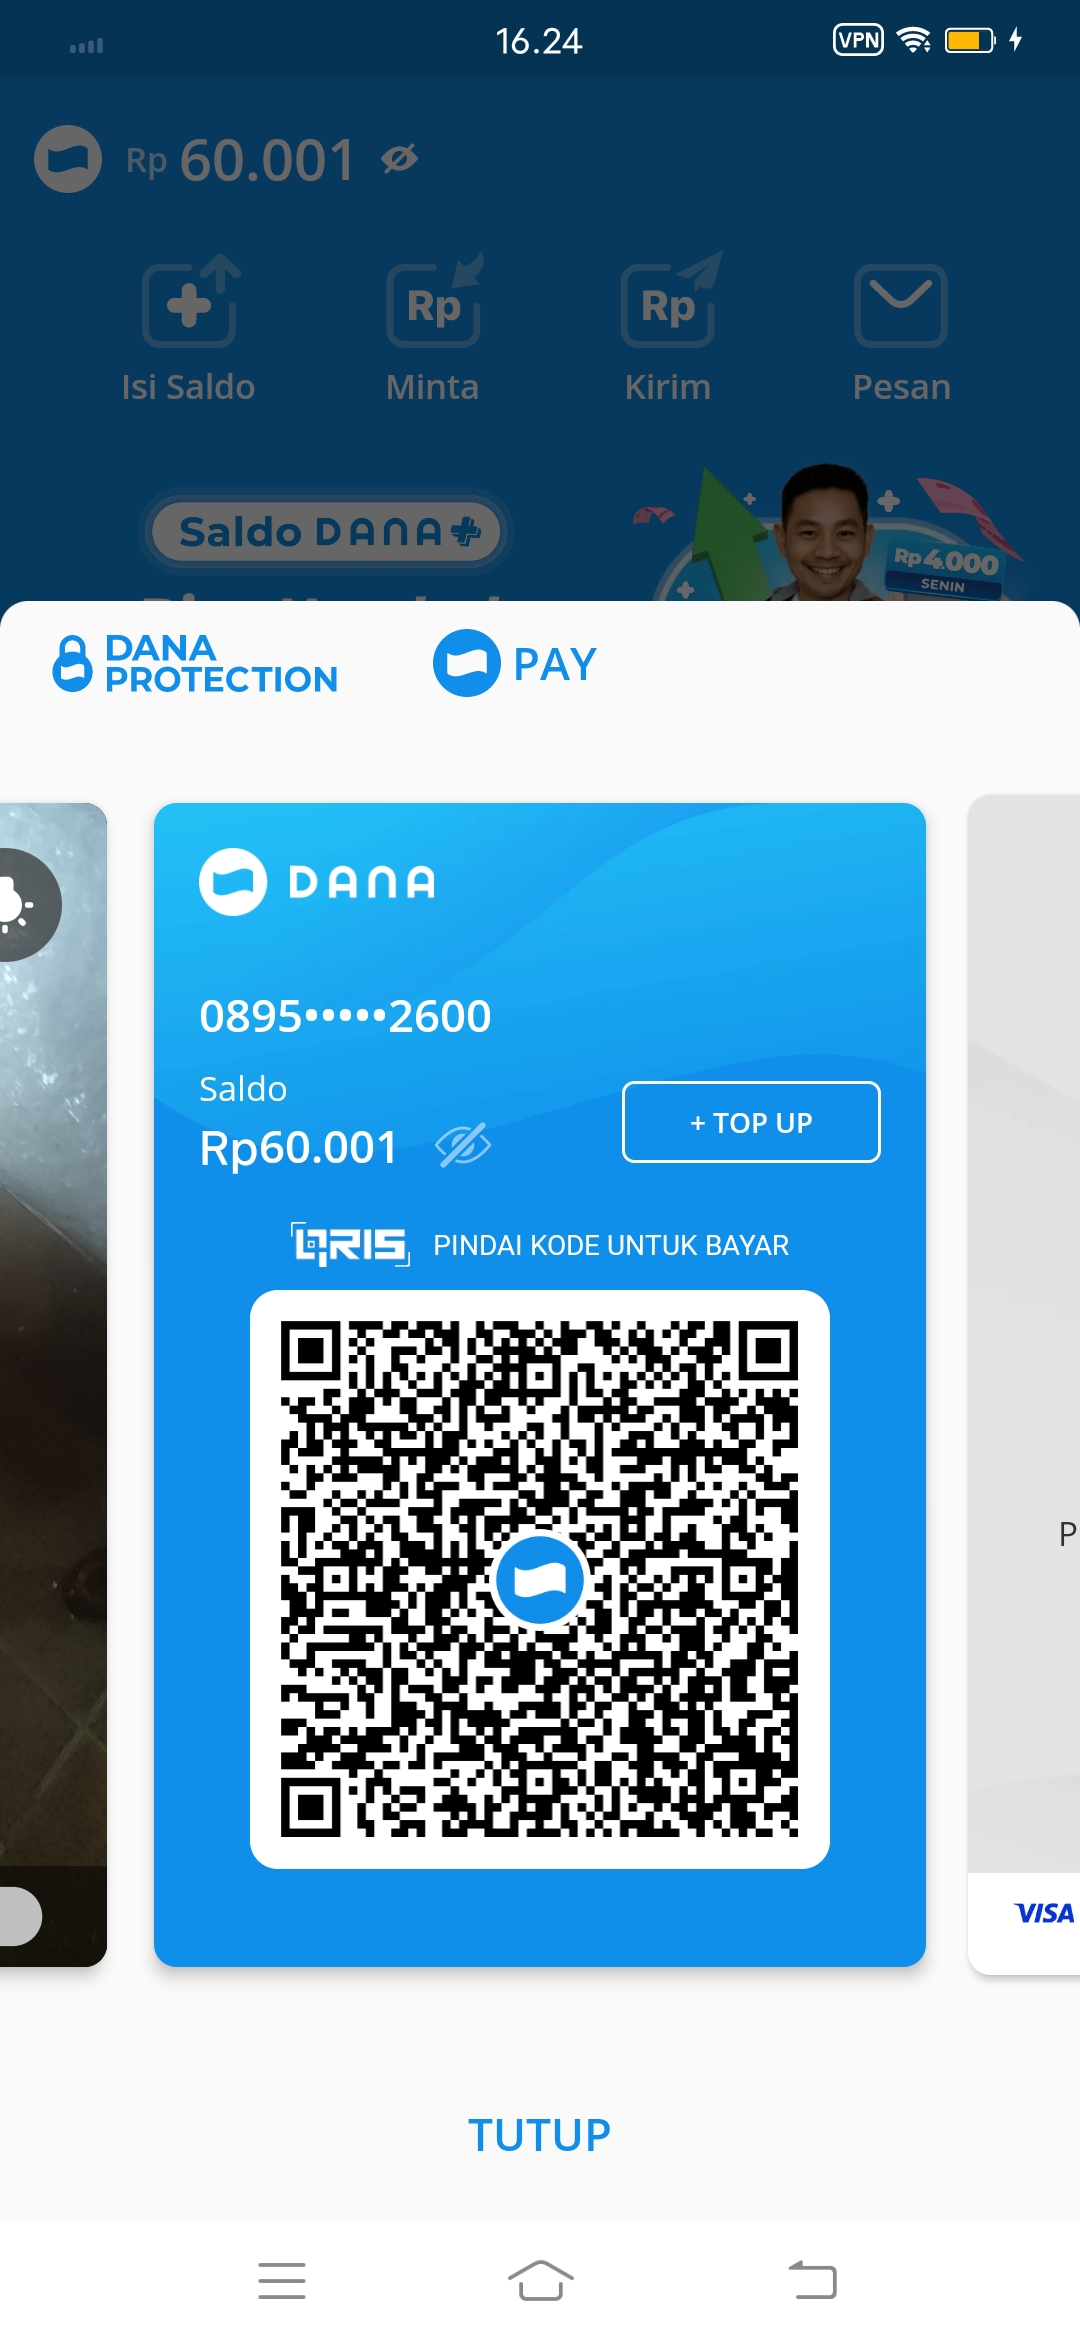 16.24
VPN
Rp 60.001
Rp
Rp
Isi Saldo
Minta
Kirim
Pesan
Saldo DANA+
Rp4.000
SENIN
DANA
PROTECTION
PAY
DANA
0895•••••2600
Saldo
Rp60.001
+ TOP UP
QRIS PINDAI KODE UNTUK BAYAR
P
VISA
TUTUP